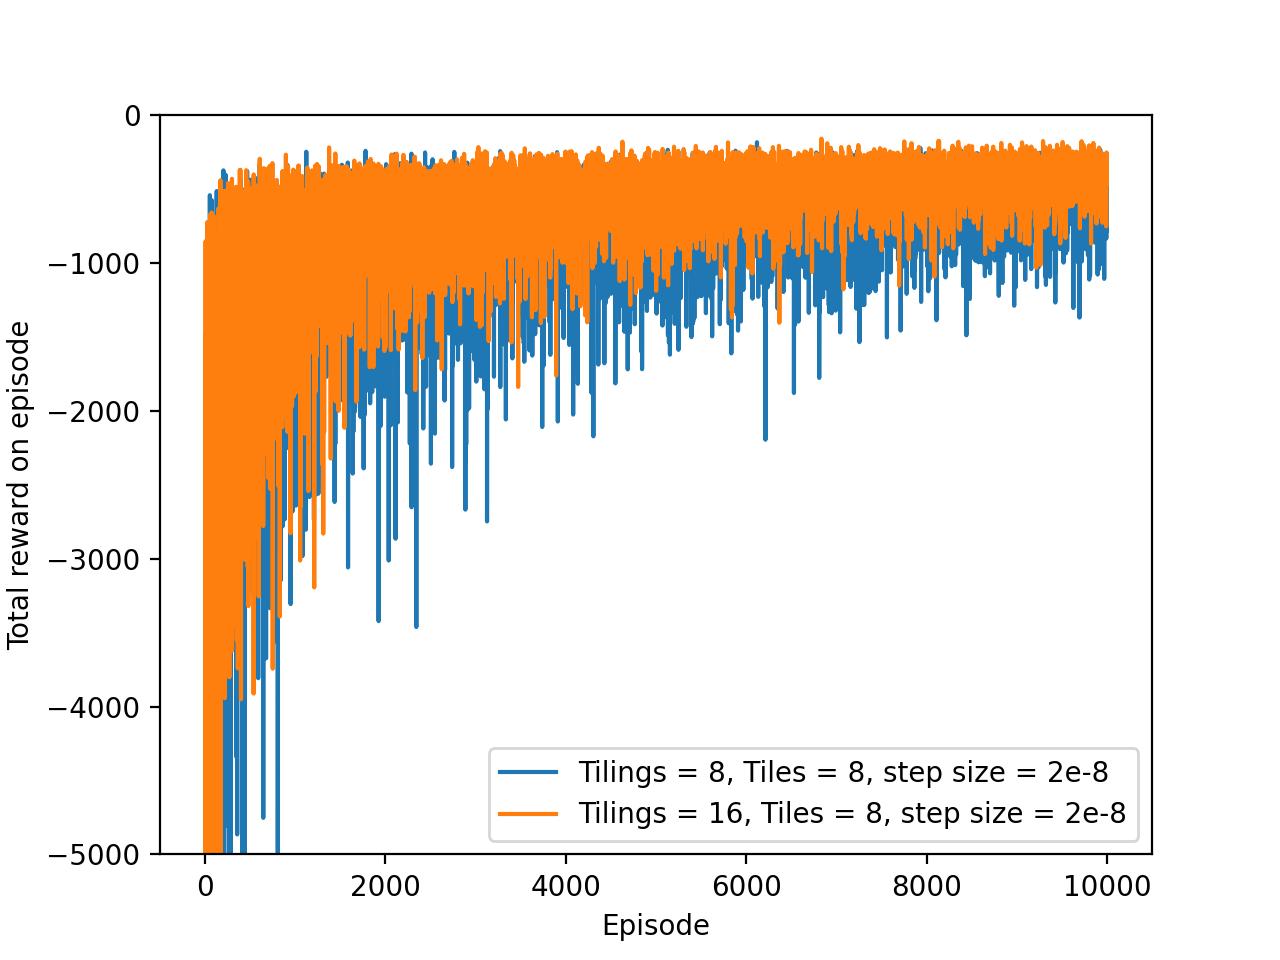 0
−1000
−2000
−3000
−4000
−5000
Total reward on episode
Tilings = 8, Tiles = 8, step size = 2e-8
Tilings = 16, Tiles = 8, step size = 2e-8
0 2000 4000 6000 8000 10000
Episode